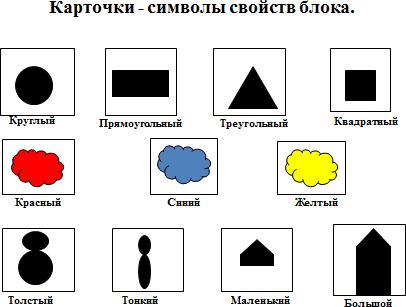 Карточки - символы свойств блока.
Круглый Прямоугольный Треугольный Квадратный
Красный Синий Желтый
Толстый Тонкий Маленький Большой